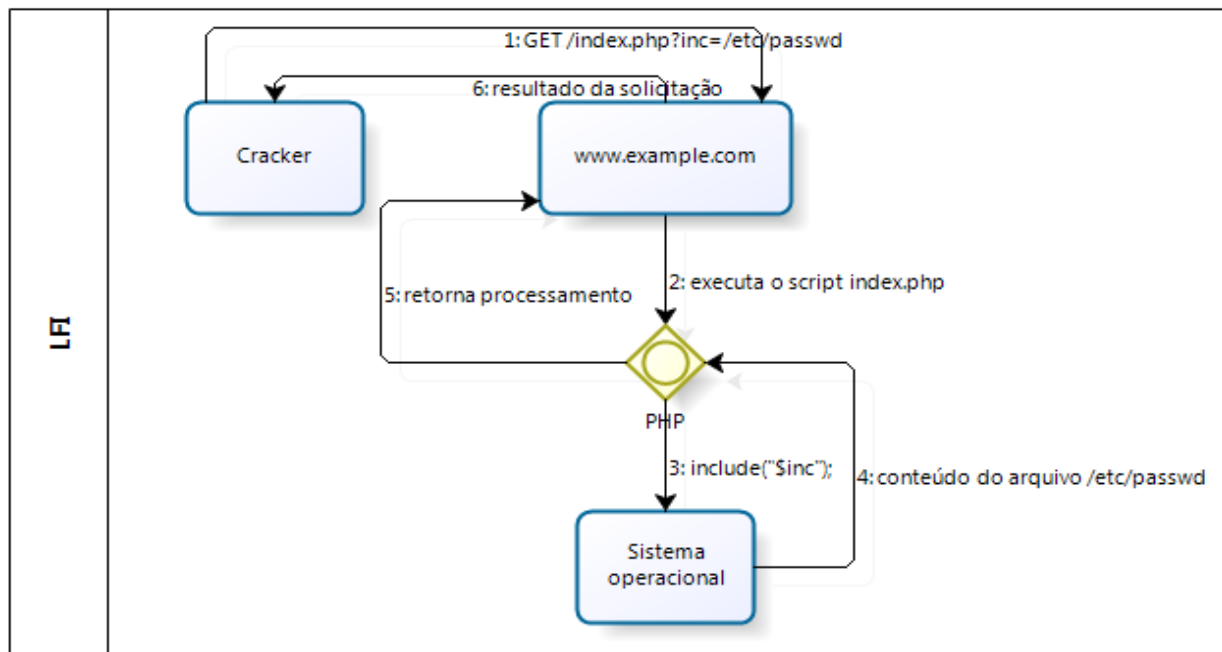 LFI
1: GET /index.php?inc=/etc/passwd
6: resultado da solicitação
Cracker
www.example.com
2: executa o script index.php
5: retorna processamento
PHP
3: include("$inc");
4: conteúdo do arquivo /etc/passwd
Sistema
operacional